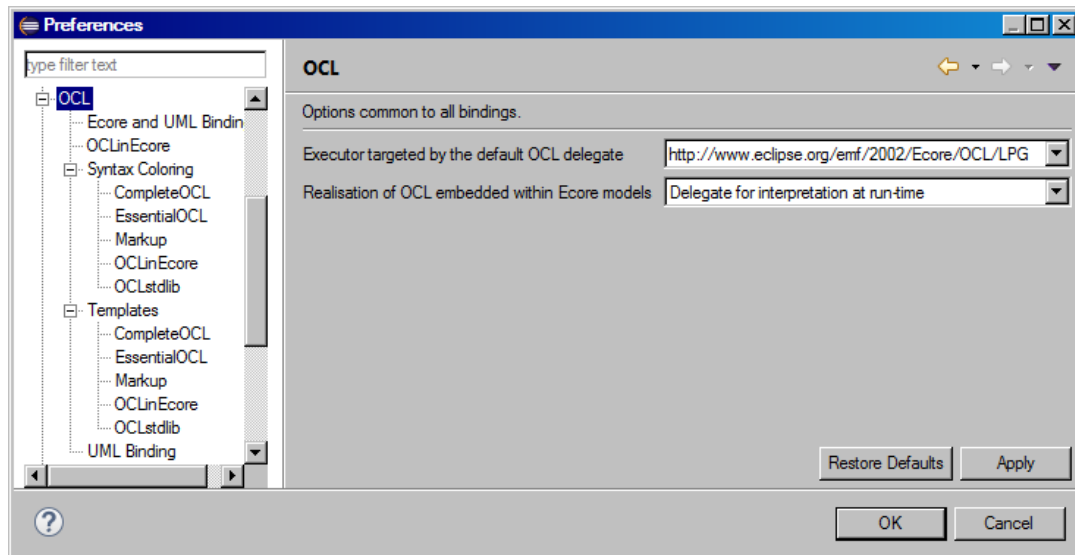 Preferences
type filter text
OCL
OCL
Ecore and UML Bindin
Options common to all bindings.
OCLinEcore
Executor targeted by the default OCL delegate http://www.eclipse.org/emf/2002/Ecore/OCL/LPG
Syntax Coloring
CompleteOCL
Realisation of OCL embedded within Ecore models Delegate for interpretation at run-time
EssentialOCL
Markup
OCLinEcore
OCLstdlib
Templates
CompleteOCL
EssentialOCL
Markup
OCLinEcore
OCLstdlib
UML Binding
Restore Defaults Apply
OK Cancel